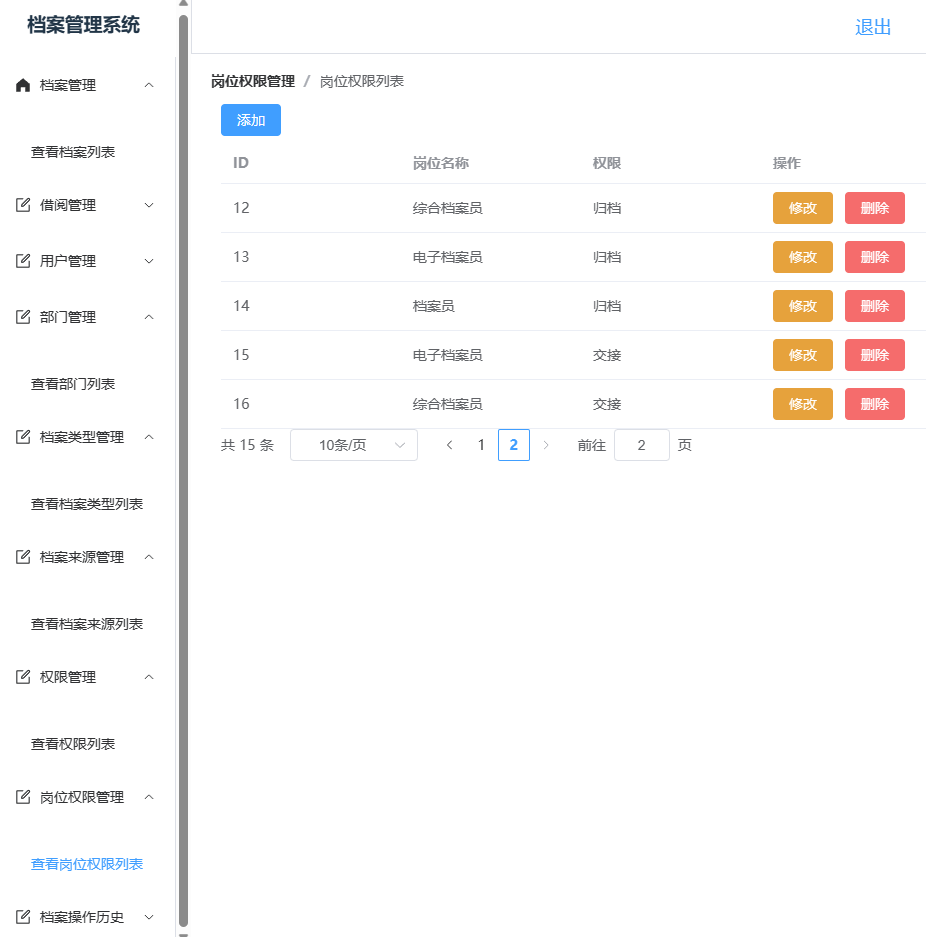 档案管理系统
退出
档案管理
查看档案列表
借阅管理
用户管理
部门管理
查看部门列表
档案类型管理
查看档案类型列表
档案来源管理
查看档案来源列表
权限管理
查看权限列表
岗位权限管理
查看岗位权限列表
档案操作历史
岗位权限管理 / 岗位权限列表
添加
ID 岗位名称 权限 操作
12 综合档案员 归档 修改 删除
13 电子档案员 归档 修改 删除
14 档案员 归档 修改 删除
15 电子档案员 交接 修改 删除
16 综合档案员 交接 修改 删除
共 15 条 10条/页 1 2 前往 2 页